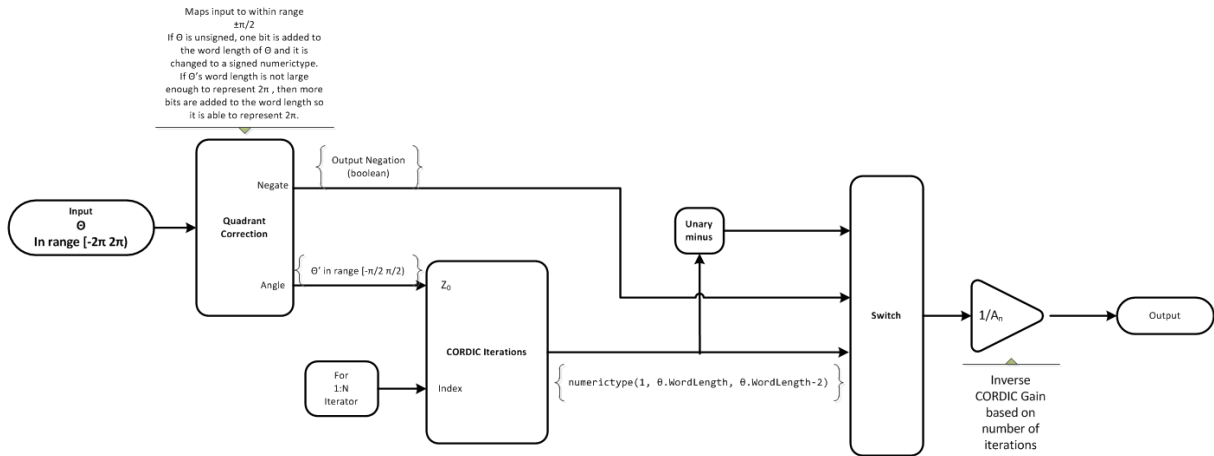 Maps input to within range
±π/2
If Θ is unsigned, one bit is added to
the word length of Θ and it is
changed to a signed numerictype.
If Θ's word length is not large
enough to represent 2π , then more
bits are added to the word length so
it is able to represent 2π.
Input
Θ
In range [-2π 2π)
Quadrant
Correction
Negate
Angle
Output Negation
(boolean)
Θ' in range [-π/2 π/2)
For
1:N
Iterator
Z₀
CORDIC Iterations
Index
Unary
minus
numerictype(1, θ.WordLength, θ.WordLength-2)
Switch
1/Aₙ
Inverse
CORDIC Gain
based on
number of
iterations
Output